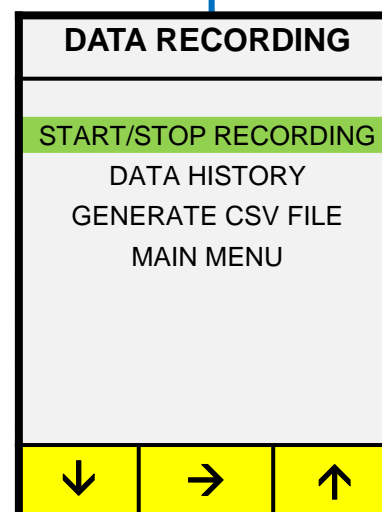 DATA RECORDING
START/STOP RECORDING
DATA HISTORY
GENERATE CSV FILE
MAIN MENU
↓ → ↑